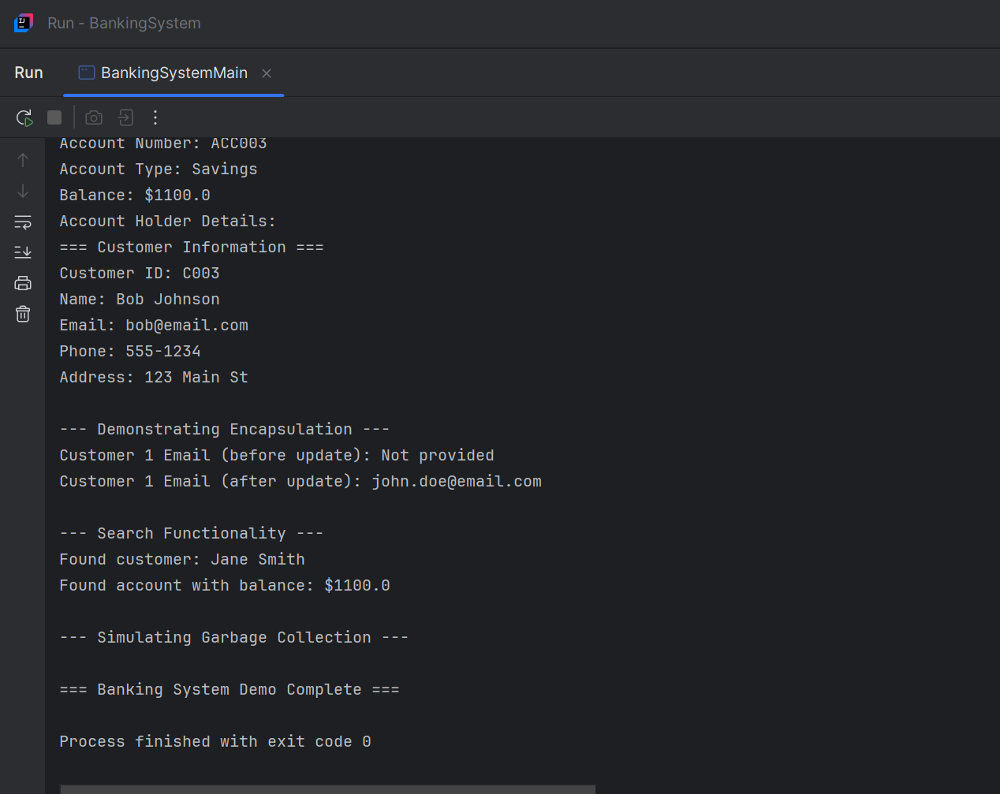 Run - BankingSystem
Run BankingSystemMain
Account Number: ACC003
Account Type: Savings
Balance: $1100.0
Account Holder Details:
=== Customer Information ===
Customer ID: C003
Name: Bob Johnson
Email: bob@email.com
Phone: 555-1234
Address: 123 Main St
--- Demonstrating Encapsulation ---
Customer 1 Email (before update): Not provided
Customer 1 Email (after update): john.doe@email.com
--- Search Functionality ---
Found customer: Jane Smith
Found account with balance: $1100.0
--- Simulating Garbage Collection ---
=== Banking System Demo Complete ===
Process finished with exit code 0